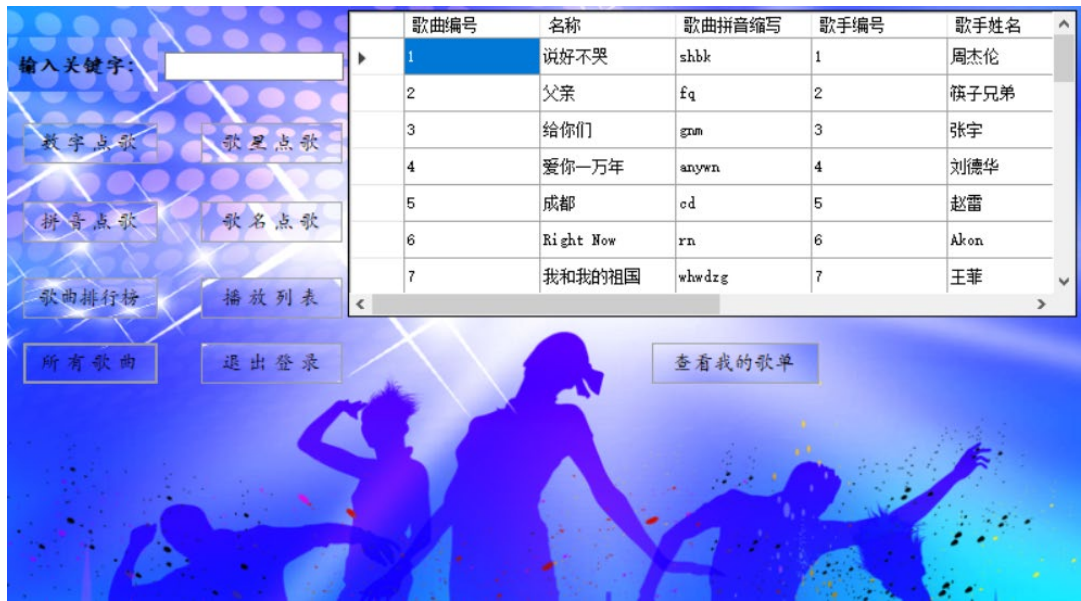 输入关键字:
数字点歌 歌星点歌
拼音点歌 歌名点歌
歌曲排行榜 播放列表
所有歌曲 退出登录
歌曲编号 名称 歌曲拼音缩写 歌手编号 歌手姓名
1 说好不哭 shbk 1 周杰伦
2 父亲 fq 2 筷子兄弟
3 给你们 gnm 3 张宇
4 爱你一万年 anywn 4 刘德华
5 成都 cd 5 赵雷
6 Right Now rn 6 Akon
7 我和我的祖国 whwdzg 7 王菲
查看我的歌单